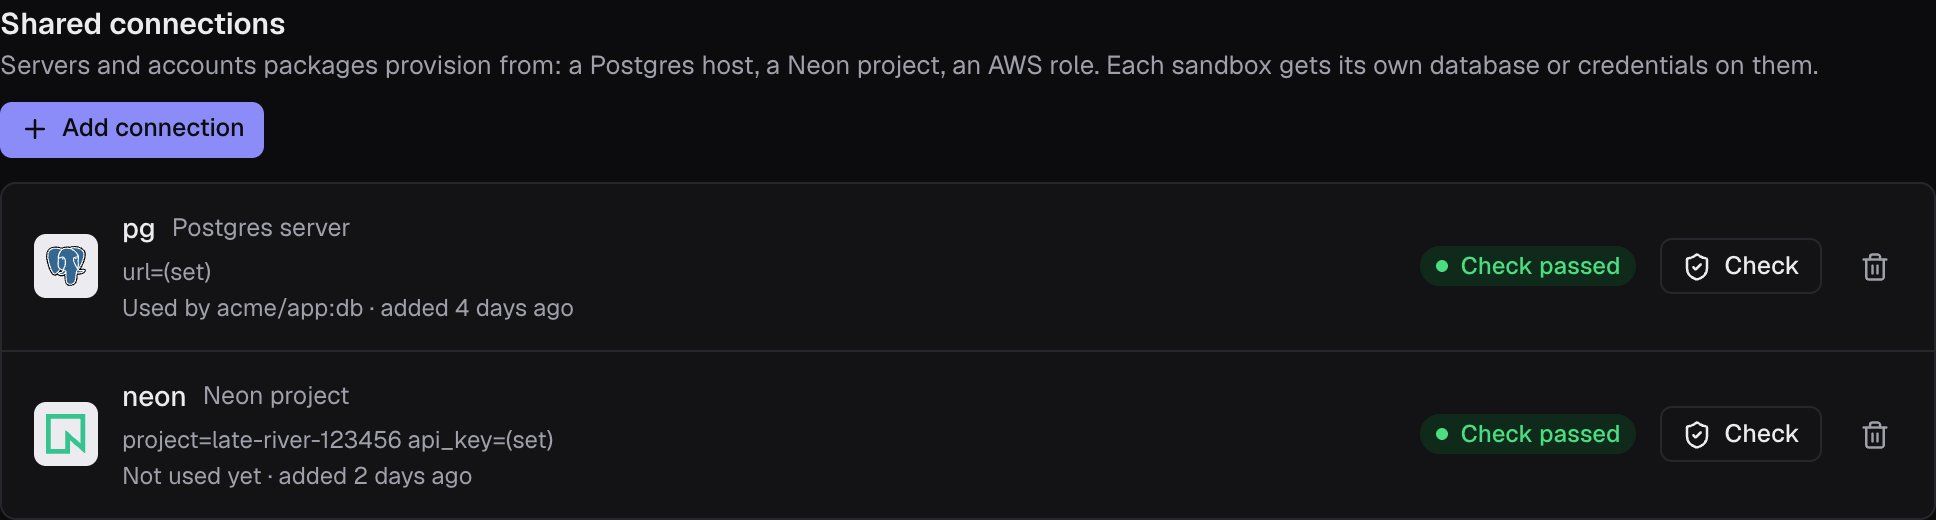 Shared connections
Servers and accounts packages provision from: a Postgres host, a Neon project, an AWS role. Each sandbox gets its own database or credentials on them.
+ Add connection
pg Postgres server
url=(set)
Used by acme/app:db · added 4 days ago
Check passed
Check
neon Neon project
project=late-river-123456 api_key=(set)
Not used yet · added 2 days ago
Check passed
Check